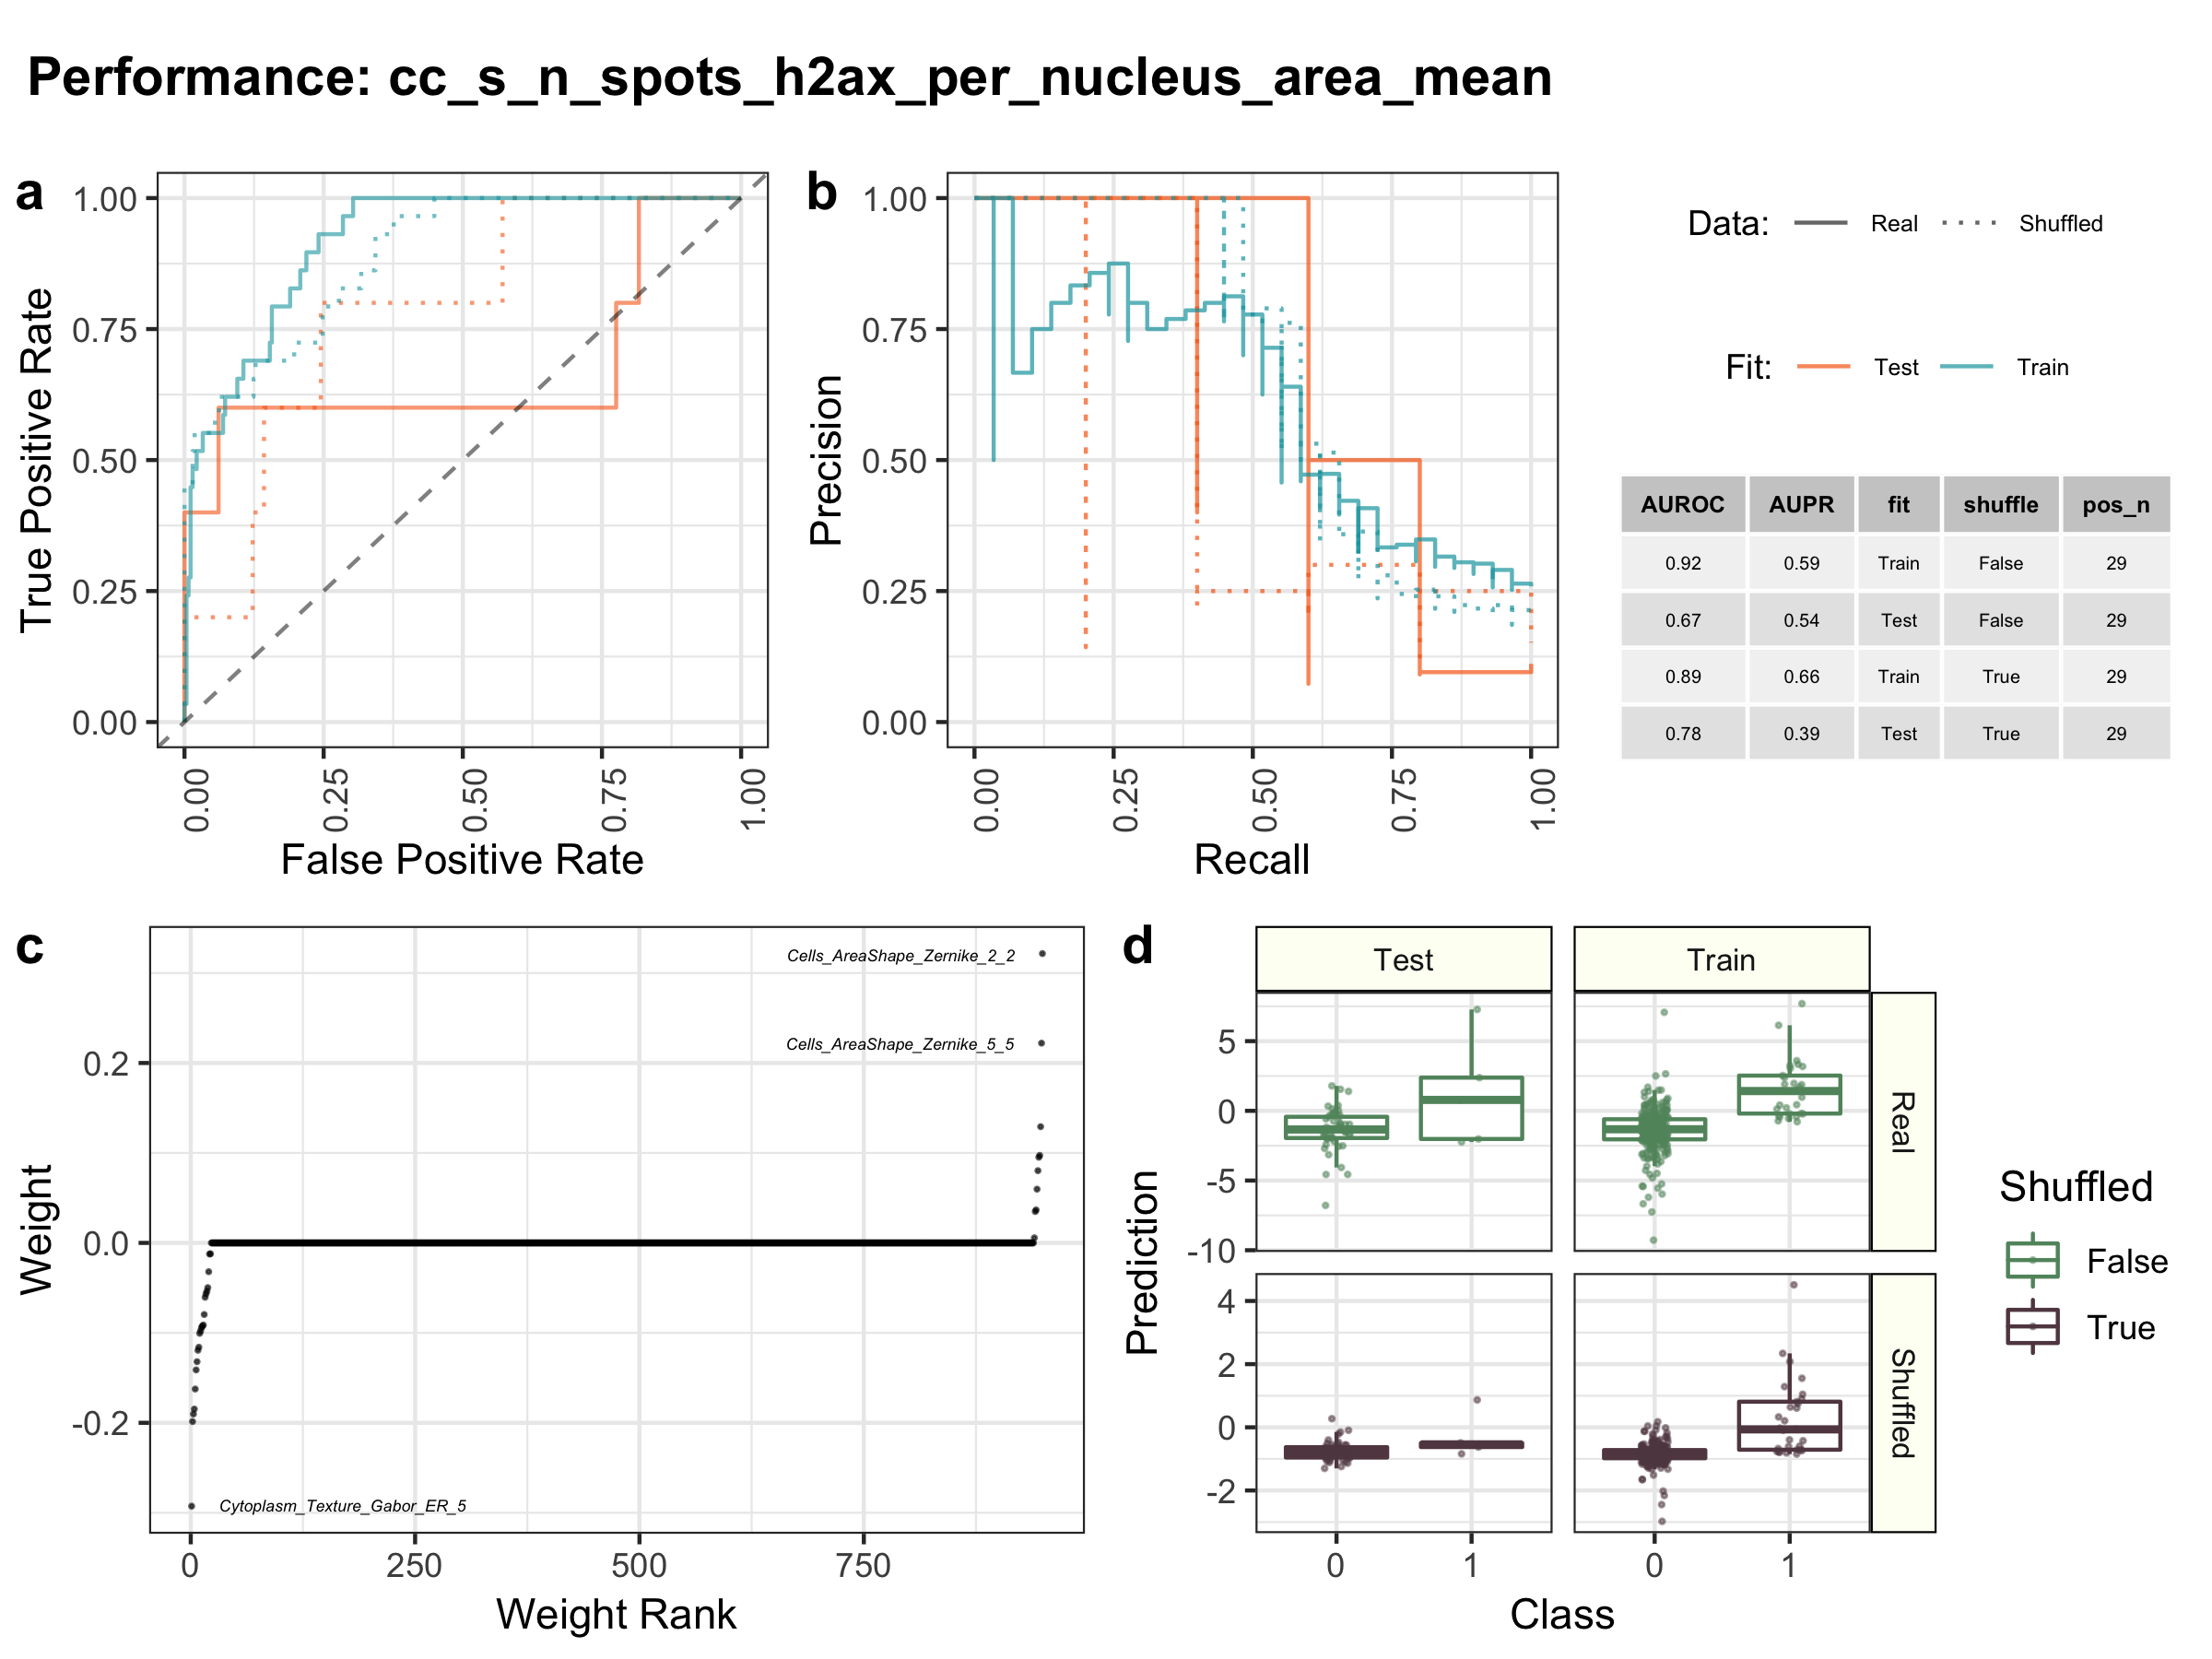 Performance: cc_s_n_spots_h2ax_per_nucleus_area_mean
a
1.00
0.75
0.50
0.25
0.00
True Positive Rate
0.00
0.25
0.50
0.75
1.00
False Positive Rate
b
1.00
0.75
0.50
0.25
0.00
Precision
0.00
0.25
0.50
0.75
1.00
Recall
Data: Real Shuffled
Fit: Test Train
AUROC AUPR fit shuffle pos_n
0.92 0.59 Train False 29
0.67 0.54 Test False 29
0.89 0.66 Train True 29
0.78 0.39 Test True 29
c
Cells_AreaShape_Zernike_2_2
Cells_AreaShape_Zernike_5_5
Cytoplasm_Texture_Gabor_ER_5
0.2
0.0
-0.2
Weight
0 250 500 750
Weight Rank
d
Test Train
Real
Shuffled
5
0
-5
-10
4
2
0
-2
Prediction
0 1 0 1
Class
Shuffled
False
True